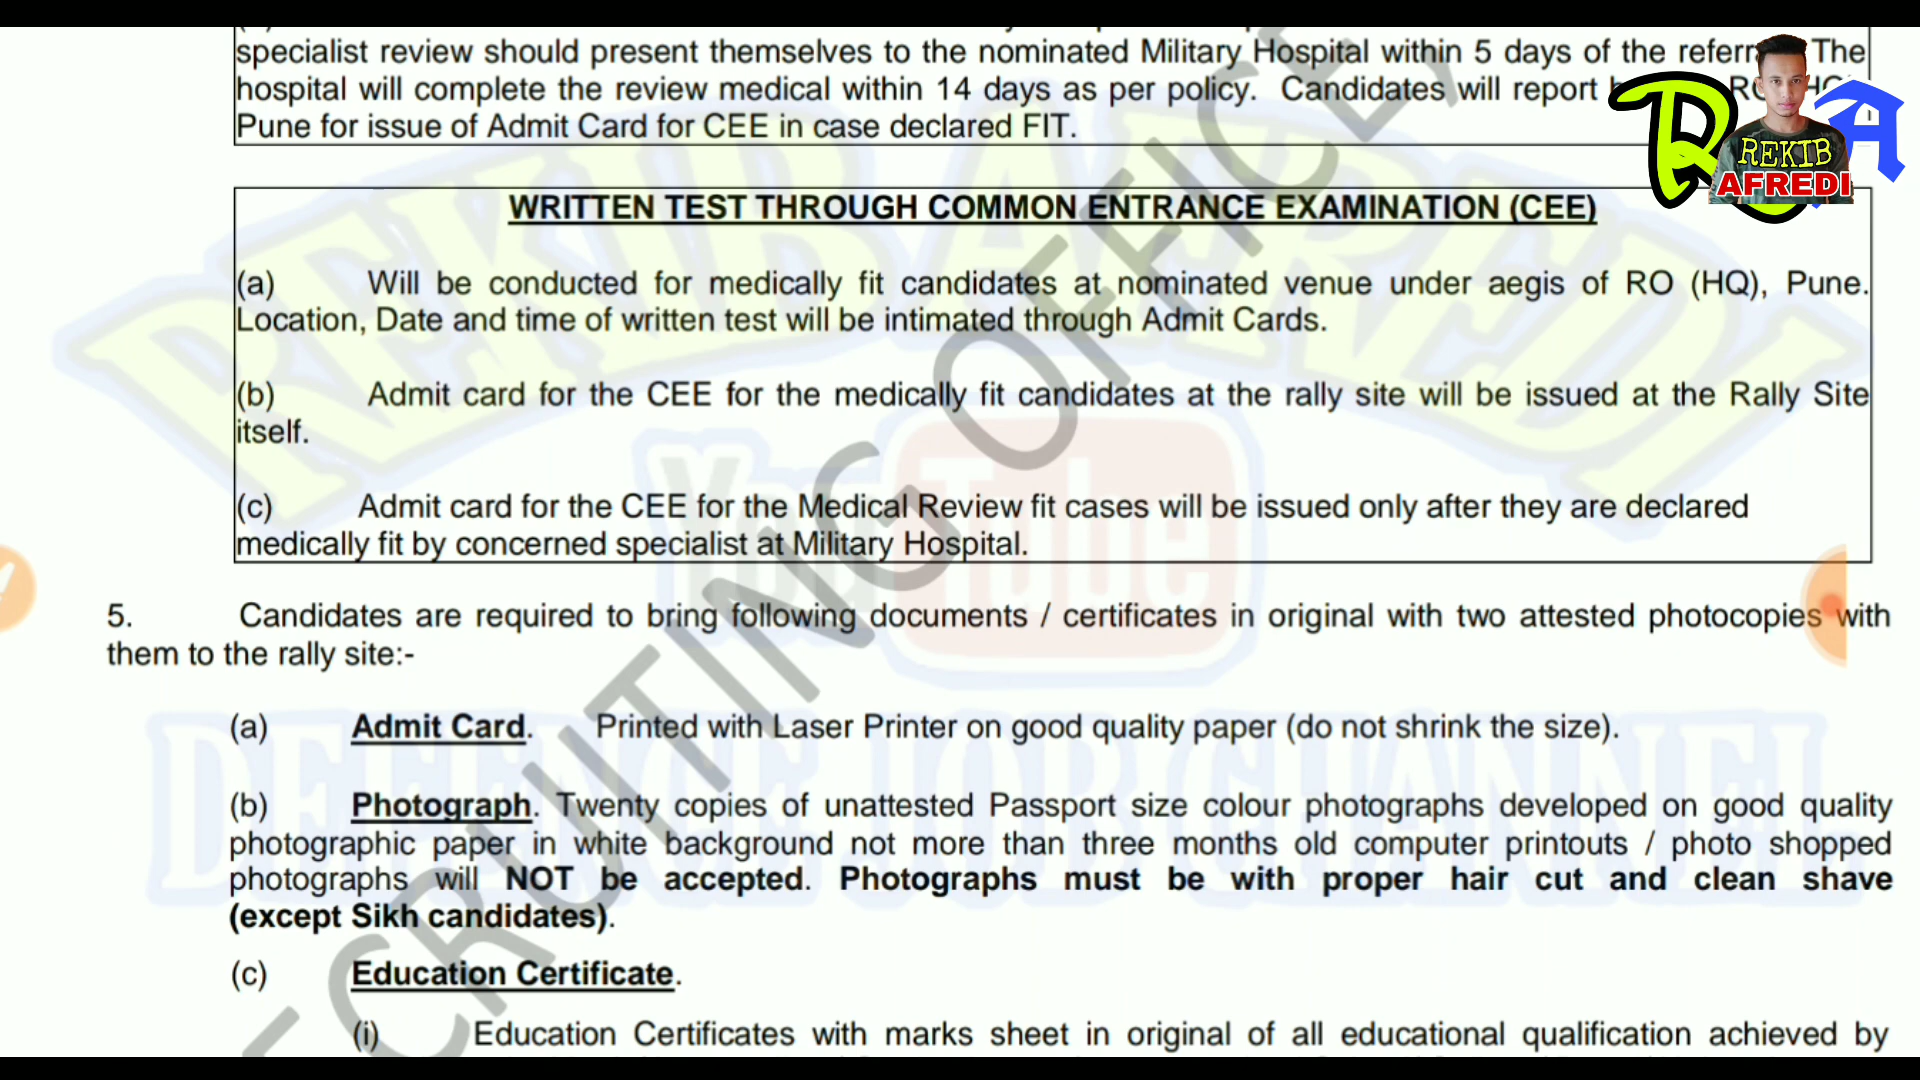 specialist review should present themselves to the nominated Military Hospital within 5 days of the The
hospital will complete the review medical within 14 days as per policy. Candidates will report
Pune for issue of Admit Card for CEE in case declared FIT.
R A
REKIB
AFREDI
WRITTEN TEST THROUGH COMMON ENTRANCE EXAMINATION (CEE)
(a) Will be conducted for medically fit candidates at nominated venue under aegis of RO (HQ), Pune.
Location, Date and time of written test will be intimated through Admit Cards.
(b) Admit card for the CEE for the medically fit candidates at the rally site will be issued at the Rally Site
itself.
(c) Admit card for the CEE for the Medical Review fit cases will be issued only after they are declared
medically fit by concerned specialist at Military Hospital.
5. Candidates are required to bring following documents / certificates in original with two attested photocopies with
them to the rally site:-
(a) Admit Card. Printed with Laser Printer on good quality paper (do not shrink the size).
(b) Photograph. Twenty copies of unattested Passport size colour photographs developed on good quality
photographic paper in white background not more than three months old computer printouts / photo shopped
photographs will NOT be accepted. Photographs must be with proper hair cut and clean shave
(except Sikh candidates).
(c) Education Certificate.
(i) Education Certificates with marks sheet in original of all educational qualification achieved by
REKIB AFREDI
YouTube
DEFENCE JOB CHANNEL
CRUITING OFFICE,